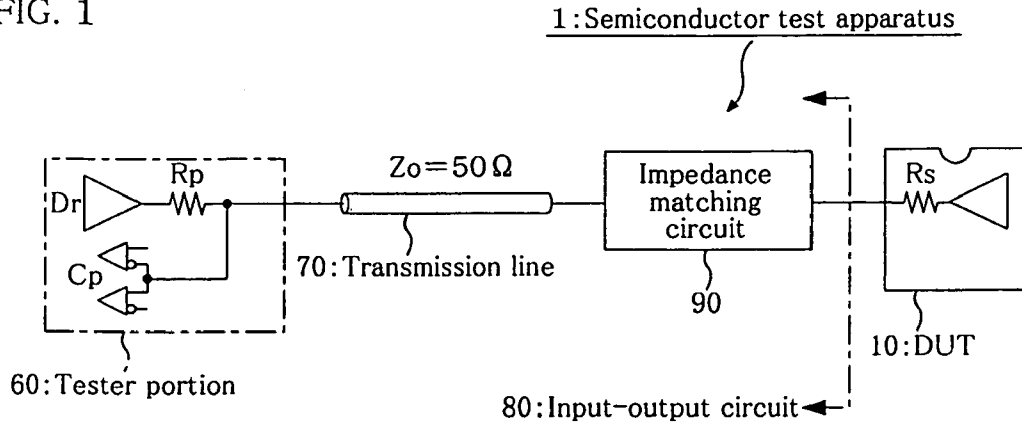 FIG. 1
1:Semiconductor test apparatus
Zo=50Ω
Rp
Dr
Cp
Impedance
matching
circuit
Rs
70:Transmission line
90
10:DUT
60:Tester portion
80:Input-output circuit